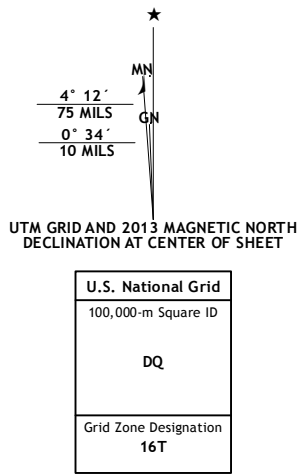 MN
4° 12´
75 MILS
GN
0° 34´
10 MILS
UTM GRID AND 2013 MAGNETIC NORTH
DECLINATION AT CENTER OF SHEET
U.S. National Grid
100,000-m Square ID
DQ
Grid Zone Designation
16T